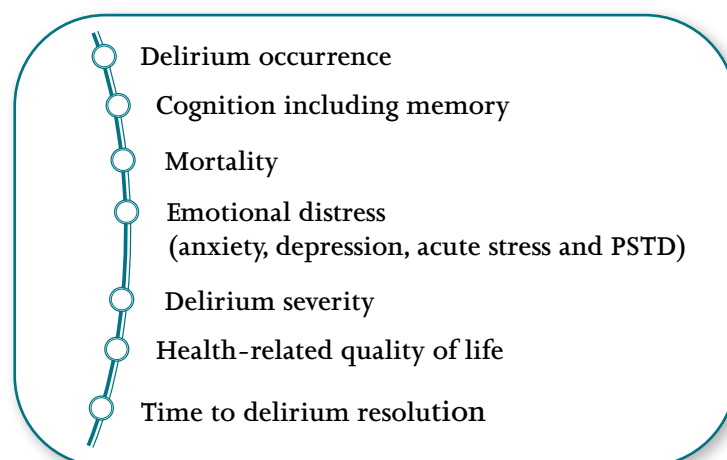 Delirium occurrence
Cognition including memory
Mortality
Emotional distress
(anxiety, depression, acute stress and PSTD)
Delirium severity
Health-related quality of life
Time to delirium resolution